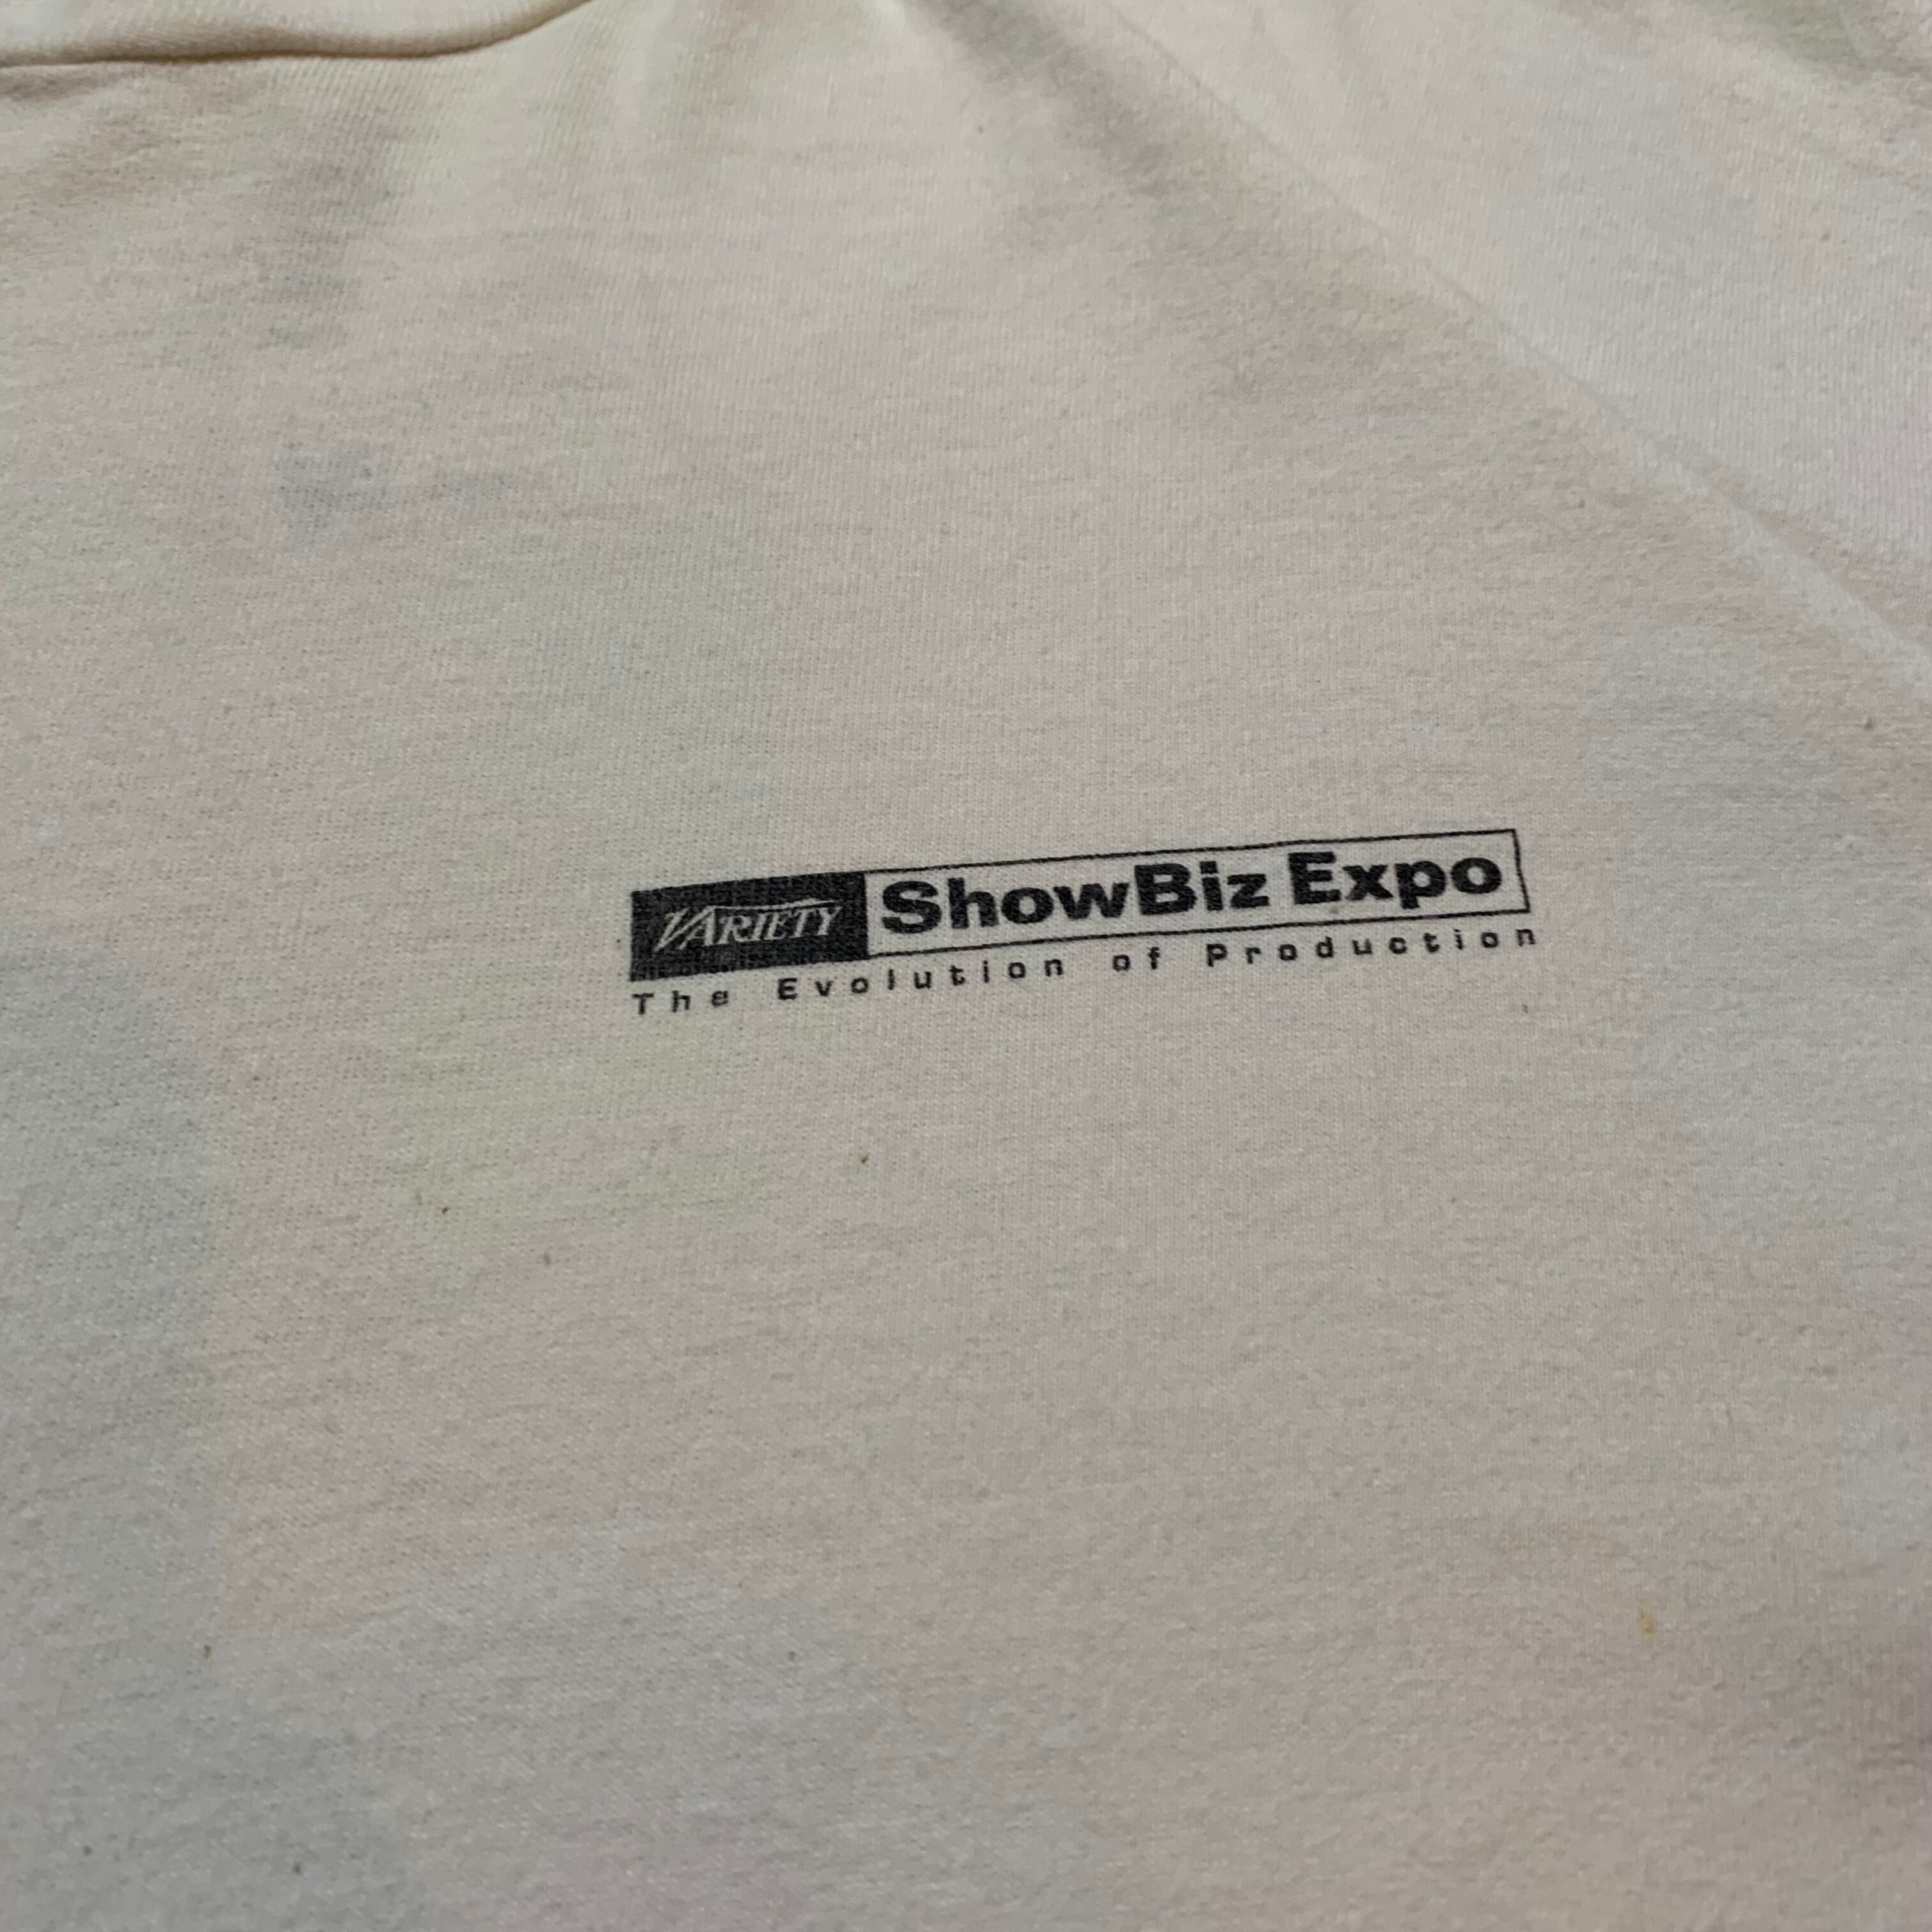 VARIETY ShowBiz Expo
The Evolution of Production